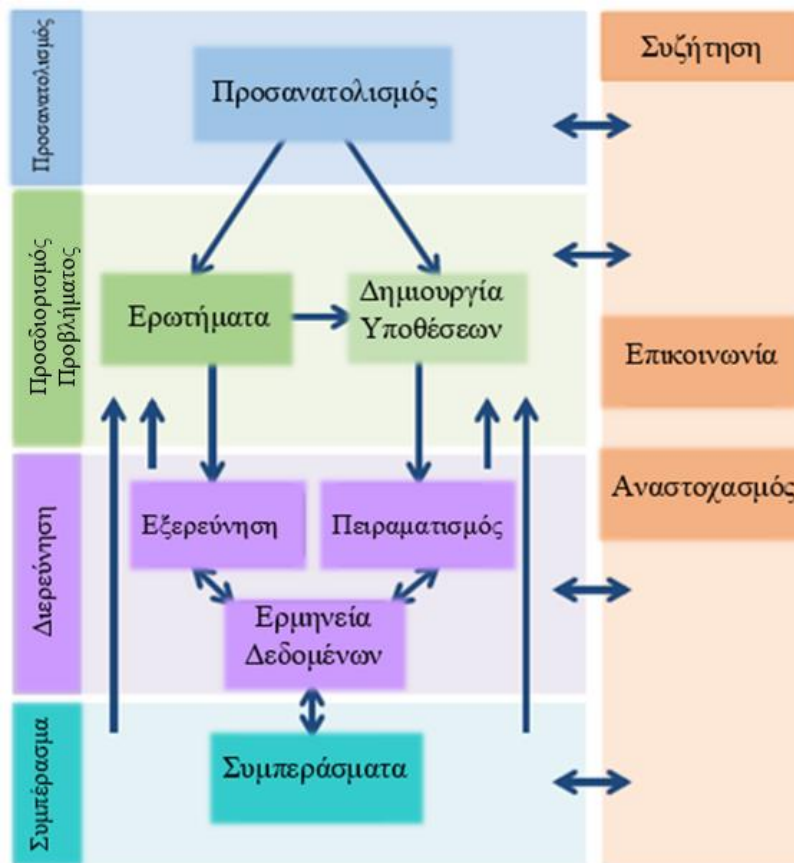 Προσανατολισμός
Προσανατολισμός
Συζήτηση
Προσδιορισμός
Προβλήματος
Ερωτήματα
Δημιουργία
Υποθέσεων
Επικοινωνία
Διερεύνηση
Εξερεύνηση
Πειραματισμός
Αναστοχασμός
Ερμηνεία
Δεδομένων
Συμπέρασμα
Συμπεράσματα